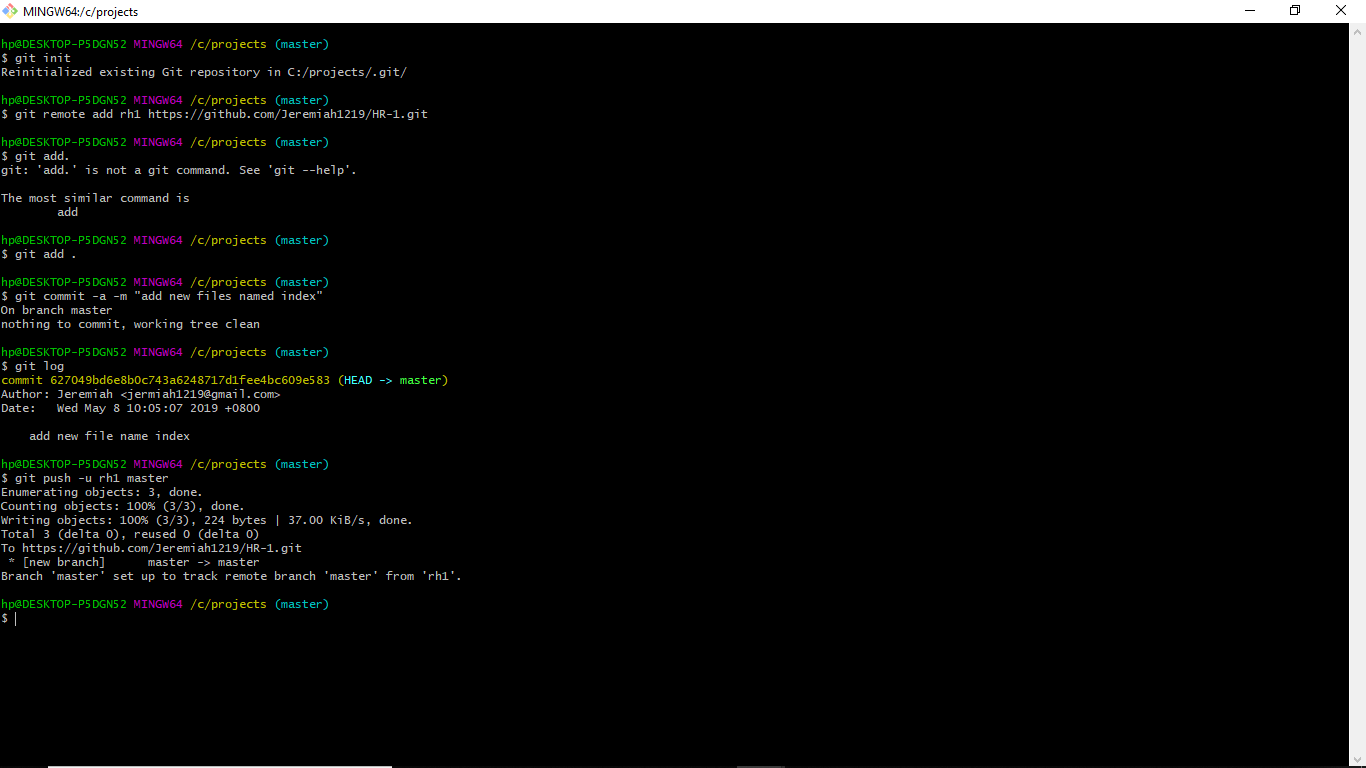 MINGW64:/c/projects
hp@DESKTOP-P5DGN52 MINGW64 /c/projects (master)
$ git init
Reinitialized existing Git repository in C:/projects/.git/
hp@DESKTOP-P5DGN52 MINGW64 /c/projects (master)
$ git remote add rh1 https://github.com/Jeremiah1219/HR-1.git
hp@DESKTOP-P5DGN52 MINGW64 /c/projects (master)
$ git add.
git: 'add.' is not a git command. See 'git --help'.
The most similar command is
add
hp@DESKTOP-P5DGN52 MINGW64 /c/projects (master)
$ git add .
hp@DESKTOP-P5DGN52 MINGW64 /c/projects (master)
$ git commit -a -m "add new files named index"
On branch master
nothing to commit, working tree clean
hp@DESKTOP-P5DGN52 MINGW64 /c/projects (master)
$ git log
commit 627049bd6e8b0c743a6248717d1fee4bc609e583 (HEAD -> master)
Author: Jeremiah <jermiah1219@gmail.com>
Date:   Wed May 8 10:05:07 2019 +0800
add new file name index
hp@DESKTOP-P5DGN52 MINGW64 /c/projects (master)
$ git push -u rh1 master
Enumerating objects: 3, done.
Counting objects: 100% (3/3), done.
Writing objects: 100% (3/3), 224 bytes | 37.00 KiB/s, done.
Total 3 (delta 0), reused 0 (delta 0)
To https://github.com/Jeremiah1219/HR-1.git
* [new branch]      master -> master
Branch 'master' set up to track remote branch 'master' from 'rh1'.
hp@DESKTOP-P5DGN52 MINGW64 /c/projects (master)
$